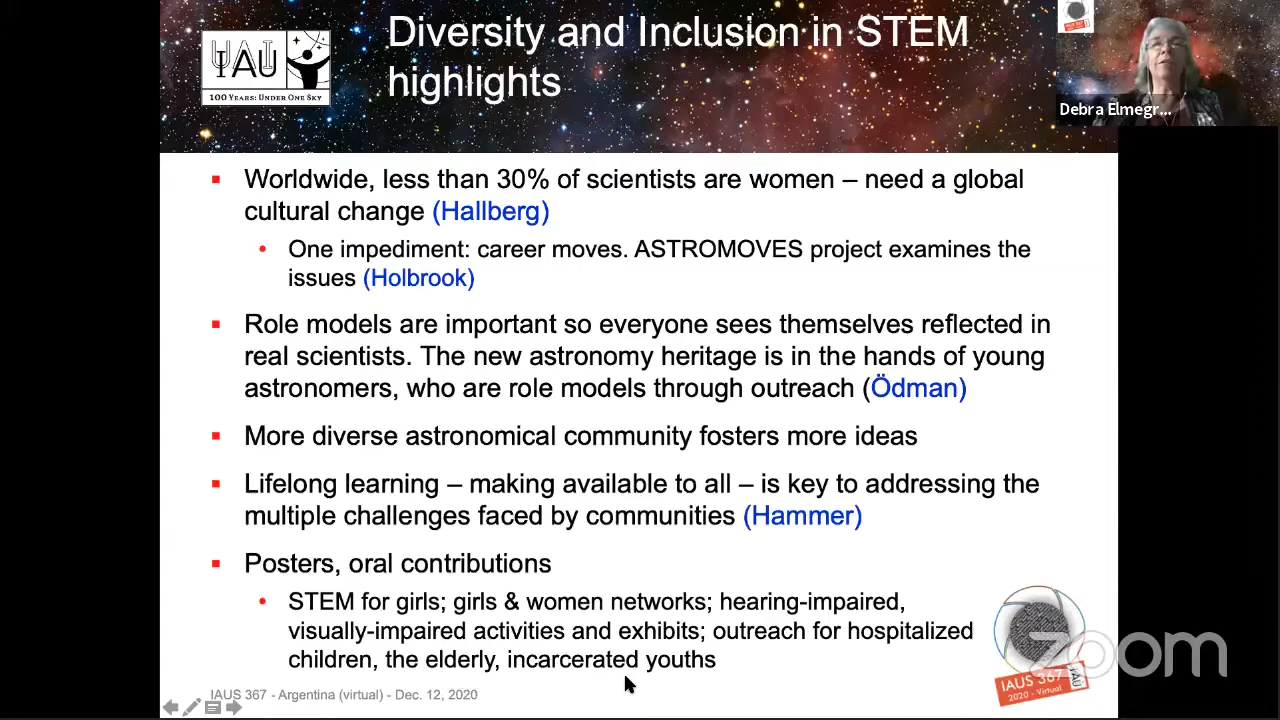 Diversity and Inclusion in STEM
highlights
IAU
100 Years: Under One Sky
Debra Elmegr...
Worldwide, less than 30% of scientists are women – need a global
cultural change (Hallberg)
One impediment: career moves. ASTROMOVES project examines the
issues (Holbrook)
Role models are important so everyone sees themselves reflected in
real scientists. The new astronomy heritage is in the hands of young
astronomers, who are role models through outreach (Ödman)
More diverse astronomical community fosters more ideas
Lifelong learning – making available to all – is key to addressing the
multiple challenges faced by communities (Hammer)
Posters, oral contributions
STEM for girls; girls & women networks; hearing-impaired,
visually-impaired activities and exhibits; outreach for hospitalized
children, the elderly, incarcerated youths
zoom
IAUS 367
2020 - Virtual
IAU
IAUS 367 - Argentina (virtual) - Dec. 12, 2020